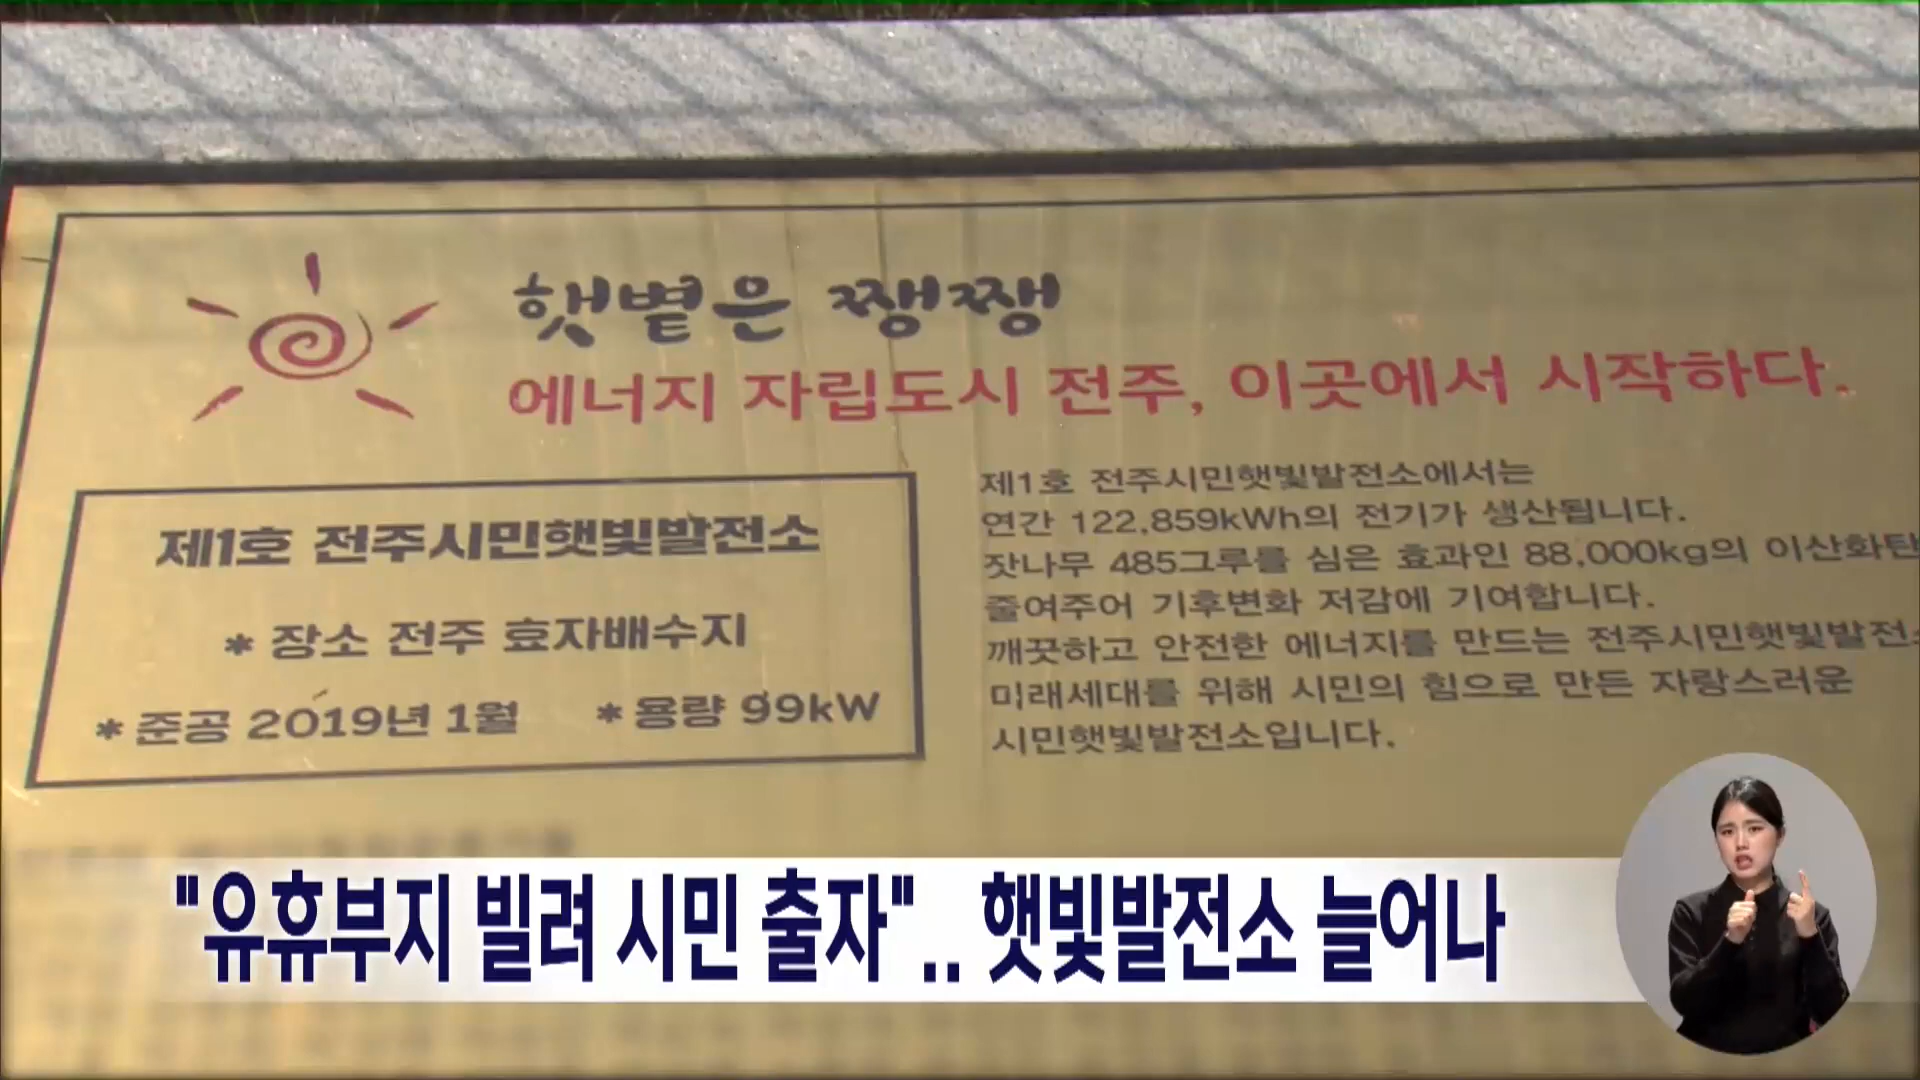 햇볕은 쨍쨍
에너지 자립도시 전주, 이곳에서 시작하다.
제1호 전주시민햇빛발전소
* 장소 전주 효자배수지
* 준공 2019년 1월 * 용량 99kW
제1호 전주시민햇빛발전소에서는
연간 122,859kWh의 전기가 생산됩니다.
잣나무 485그루를 심은 효과인 88,000kg의 이산화탄
줄여주어 기후변화 저감에 기여합니다.
깨끗하고 안전한 에너지를 만드는 전주시민햇빛발전소
미래세대를 위해 시민의 힘으로 만든 자랑스러운
시민햇빛발전소입니다.
"유휴부지 빌려 시민 출자".. 햇빛발전소 늘어나